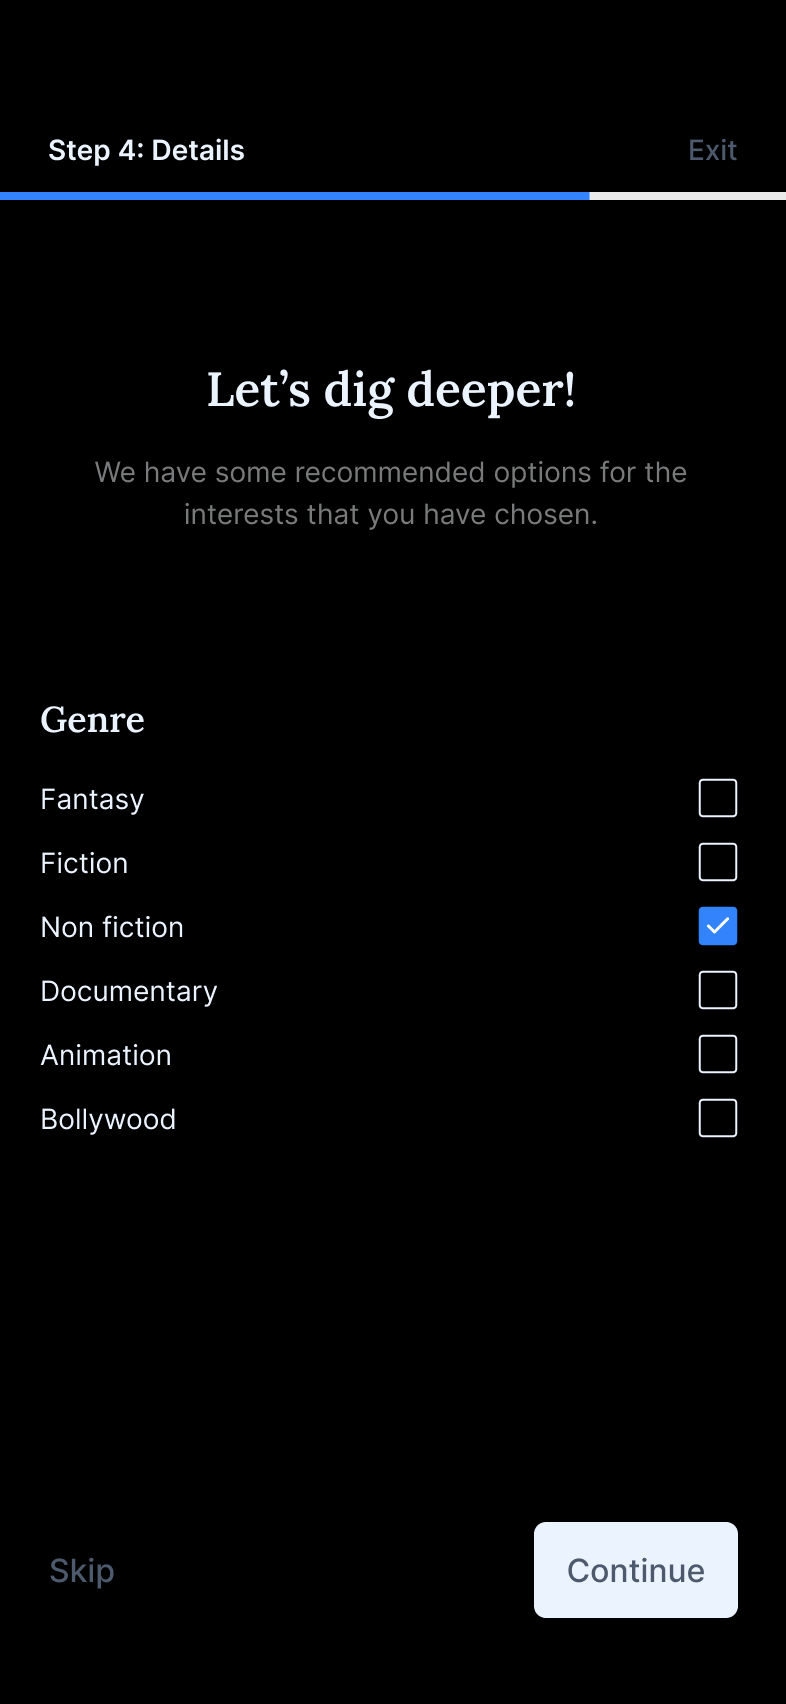 Step 4: Details
Exit
Let’s dig deeper!
We have some recommended options for the
interests that you have chosen.
Genre
Fantasy
Fiction
Non fiction
Documentary
Animation
Bollywood
Skip
Continue